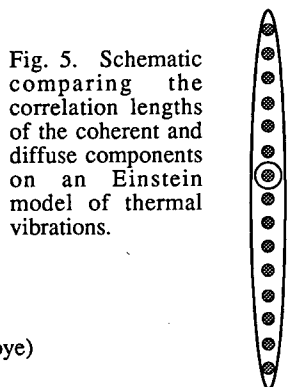 Fig. 5. Schematic
comparing the
correlation lengths
of the coherent and
diffuse components
on an Einstein
model of thermal
vibrations.
ye)